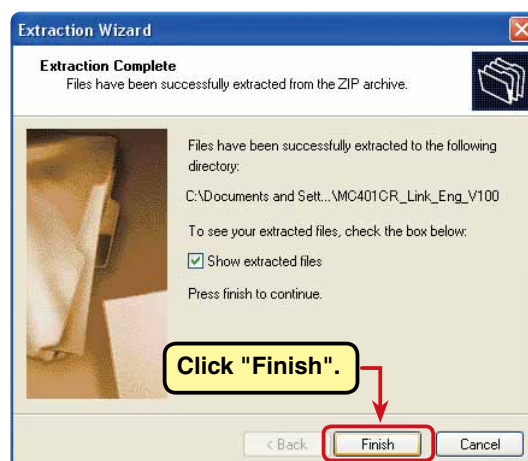 Extraction Wizard
Extraction Complete
Files have been successfully extracted from the ZIP archive.
Files have been successfully extracted to the following
directory:
C:\Documents and Sett...\MC401CR_Link_Eng_V100
To see your extracted files, check the box below:
Show extracted files
Press finish to continue.
Click "Finish".
< Back
Finish
Cancel